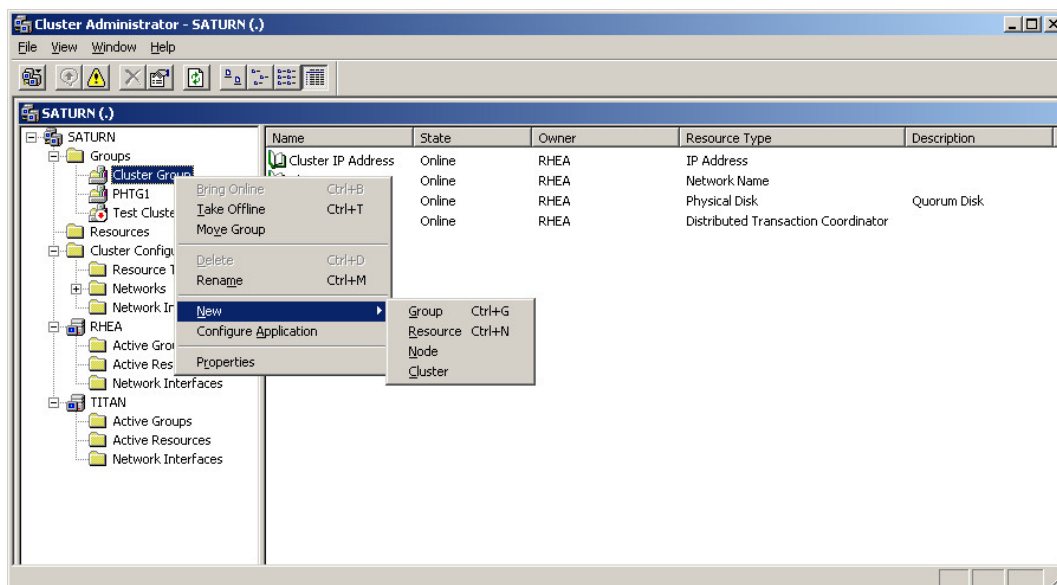 Cluster Administrator - SATURN (.)
File View Window Help
SATURN (.)
SATURN
Groups
Cluster Group
PHTG1
Test Cluste
Resources
Cluster Configu
Resource T
Networks
Network In
RHEA
Active Grou
Active Res
Network Interfaces
TITAN
Active Groups
Active Resources
Network Interfaces
Name State Owner Resource Type Description
Cluster IP Address Online RHEA IP Address
Online RHEA Network Name
Online RHEA Physical Disk Quorum Disk
Online RHEA Distributed Transaction Coordinator
Bring Online Ctrl+B
Take Offline Ctrl+T
Move Group
Delete Ctrl+D
Rename Ctrl+M
New
Configure Application
Properties
Group Ctrl+G
Resource Ctrl+N
Node
Cluster